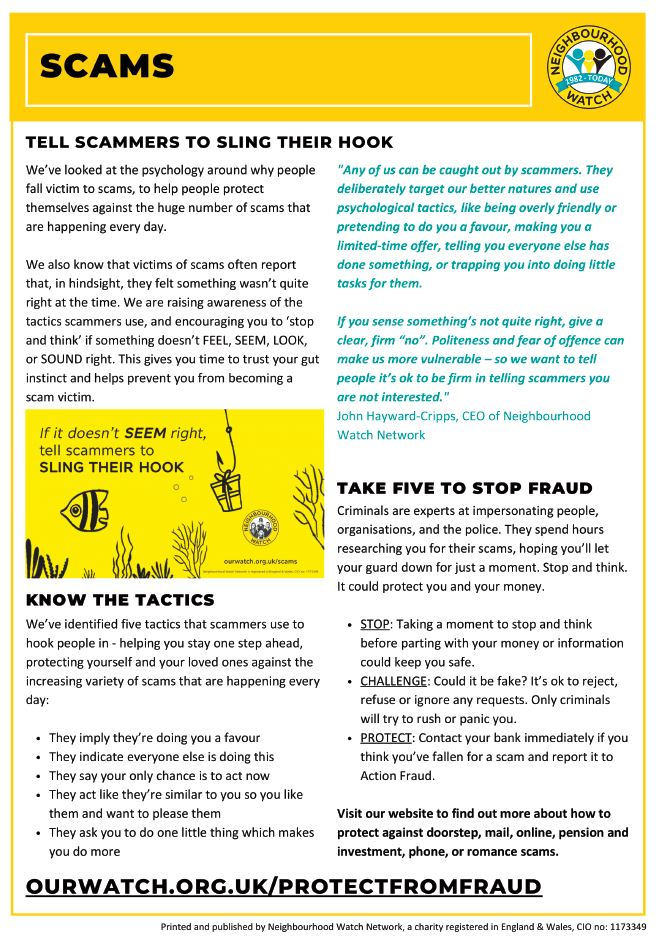 SCAMS
NEIGHBOURHOOD
1982 - TODAY
WATCH
TELL SCAMMERS TO SLING THEIR HOOK
We’ve looked at the psychology around why people
fall victim to scams, to help people protect
themselves against the huge number of scams that
are happening every day.
We also know that victims of scams often report
that, in hindsight, they felt something wasn’t quite
right at the time. We are raising awareness of the
tactics scammers use, and encouraging you to ‘stop
and think’ if something doesn’t FEEL, SEEM, LOOK,
or SOUND right. This gives you time to trust your gut
instinct and helps prevent you from becoming a
scam victim.
If it doesn’t SEEM right,
tell scammers to
SLING THEIR HOOK
NEIGHBOURHOOD
WATCH
ourwatch.org.uk/scams
Neighbourhood Watch Network is registered in England & Wales, CIO no: 1173349
KNOW THE TACTICS
We’ve identified five tactics that scammers use to
hook people in - helping you stay one step ahead,
protecting yourself and your loved ones against the
increasing variety of scams that are happening every
day:
• They imply they’re doing you a favour
• They indicate everyone else is doing this
• They say your only chance is to act now
• They act like they’re similar to you so you like
them and want to please them
• They ask you to do one little thing which makes
you do more
"Any of us can be caught out by scammers. They
deliberately target our better natures and use
psychological tactics, like being overly friendly or
pretending to do you a favour, making you a
limited-time offer, telling you everyone else has
done something, or trapping you into doing little
tasks for them.
If you sense something’s not quite right, give a
clear, firm “no”. Politeness and fear of offence can
make us more vulnerable – so we want to tell
people it’s ok to be firm in telling scammers you
are not interested."
John Hayward-Cripps, CEO of Neighbourhood
Watch Network
TAKE FIVE TO STOP FRAUD
Criminals are experts at impersonating people,
organisations, and the police. They spend hours
researching you for their scams, hoping you’ll let
your guard down for just a moment. Stop and think.
It could protect you and your money.
• STOP: Taking a moment to stop and think
before parting with your money or information
could keep you safe.
• CHALLENGE: Could it be fake? It’s ok to reject,
refuse or ignore any requests. Only criminals
will try to rush or panic you.
• PROTECT: Contact your bank immediately if you
think you’ve fallen for a scam and report it to
Action Fraud.
Visit our website to find out more about how to
protect against doorstep, mail, online, pension and
investment, phone, or romance scams.
OURWATCH.ORG.UK/PROTECTFROMFRAUD
Printed and published by Neighbourhood Watch Network, a charity registered in England & Wales, CIO no: 1173349